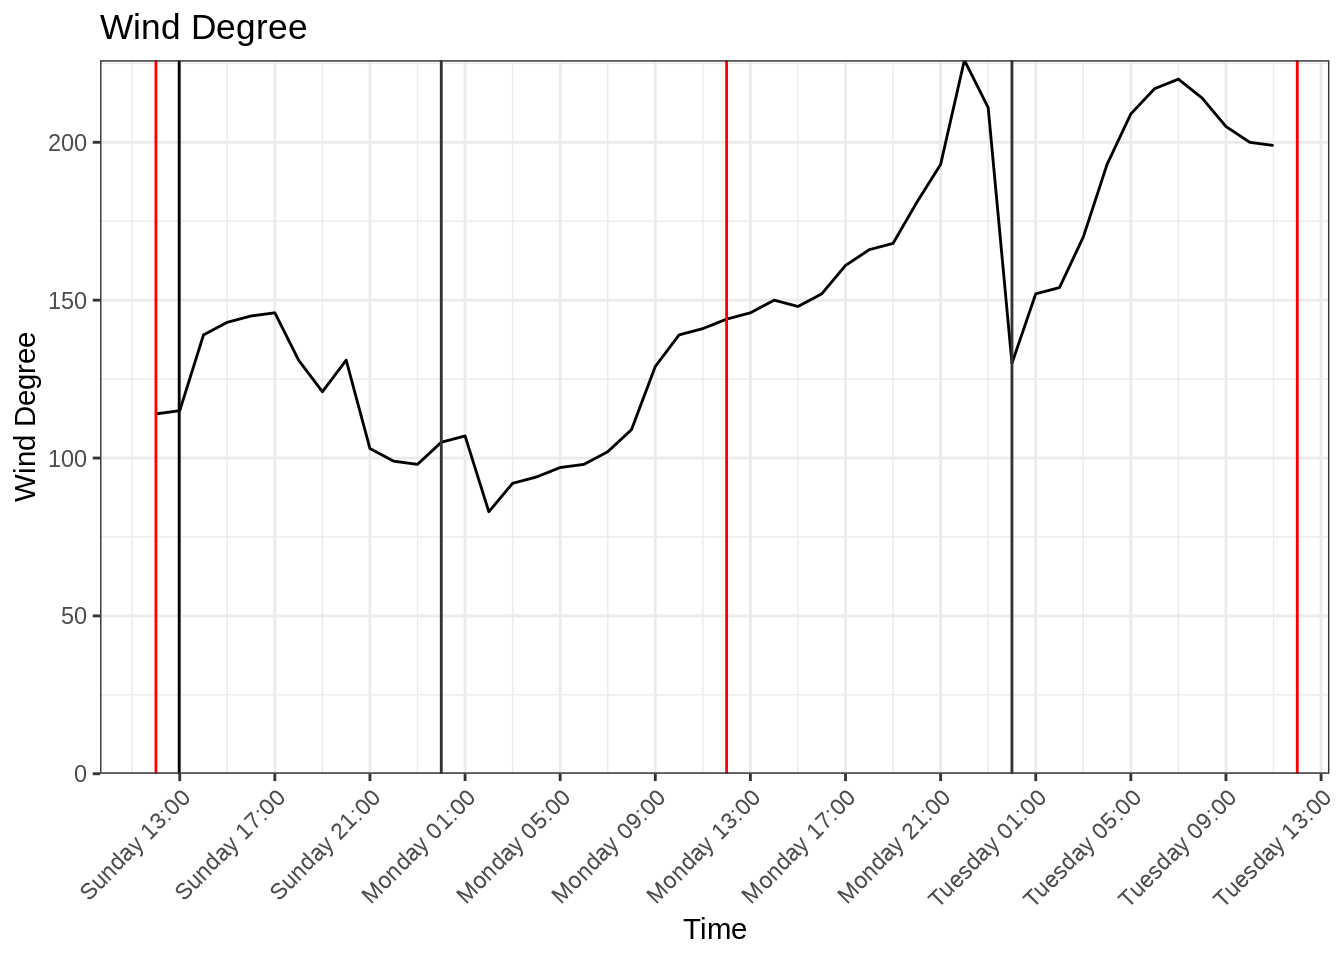 Wind Degree
Wind Degree
200
150
100
50
0
Sunday 13:00
Sunday 17:00
Sunday 21:00
Monday 01:00
Monday 05:00
Monday 09:00
Monday 13:00
Monday 17:00
Monday 21:00
Tuesday 01:00
Tuesday 05:00
Tuesday 09:00
Tuesday 13:00
Time